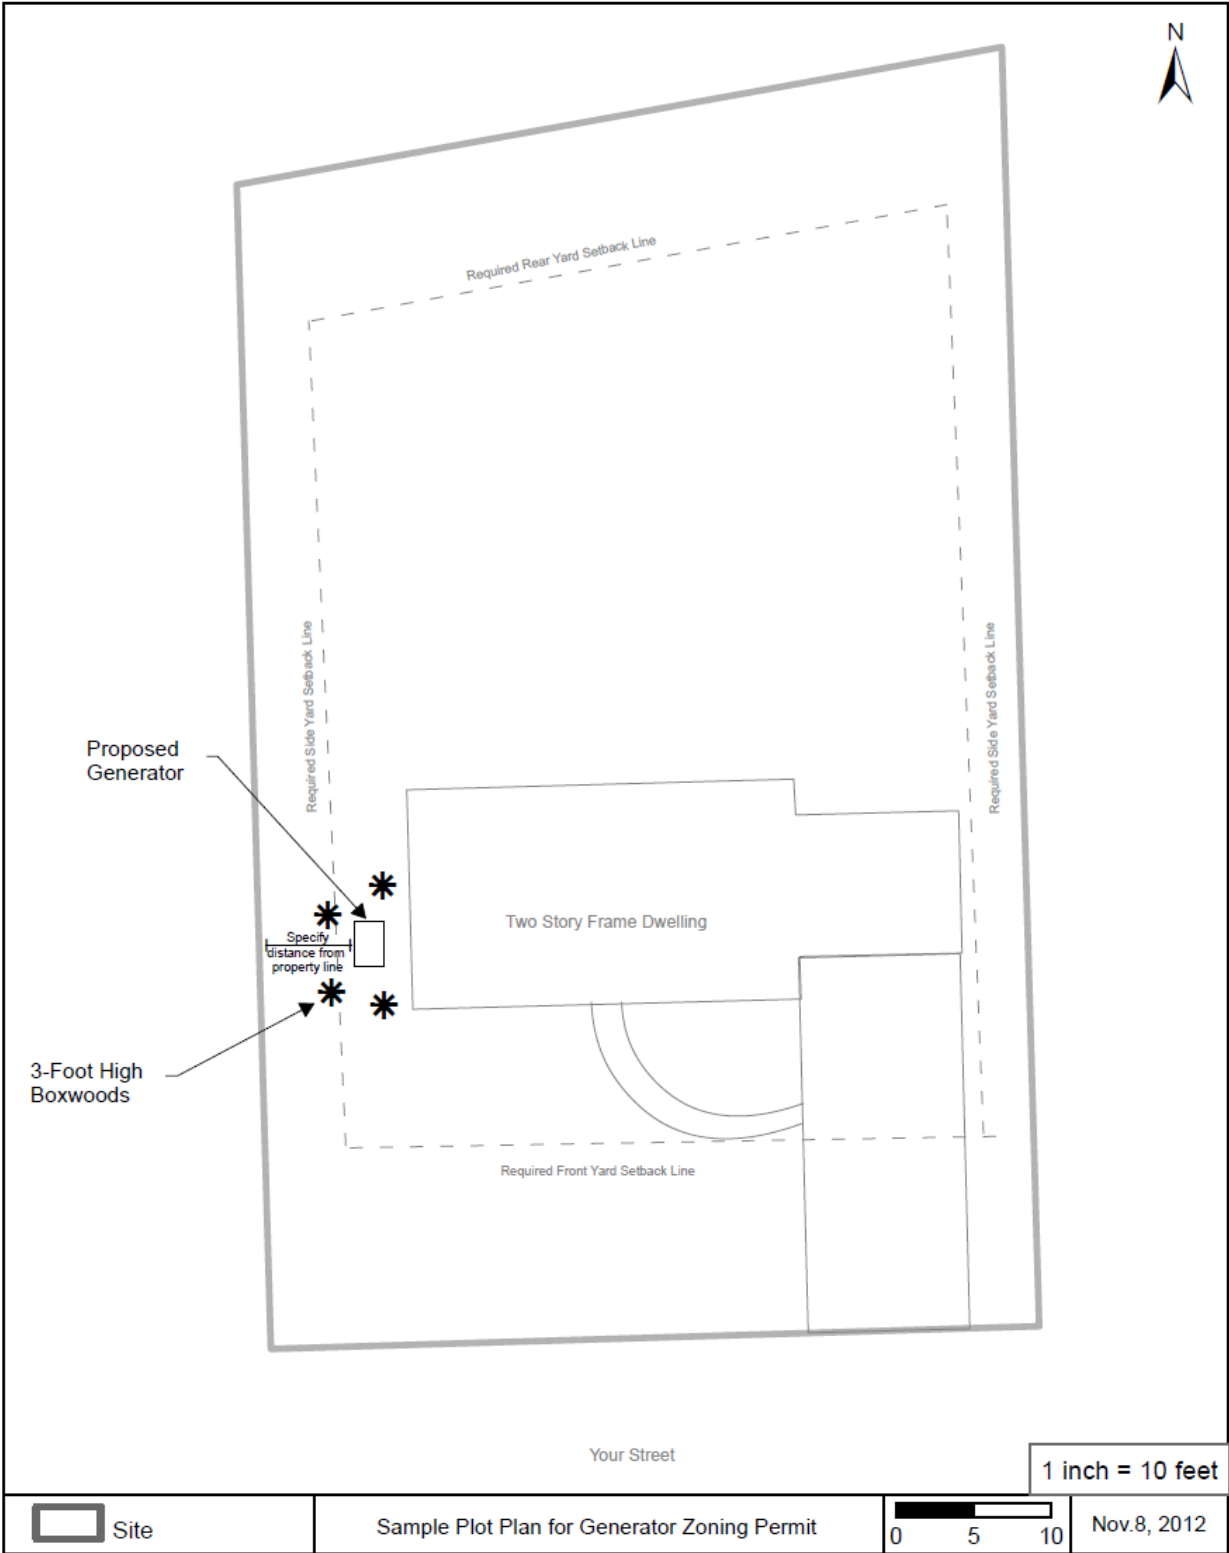 N
Required Rear Yard Setback Line
Required Side Yard Setback Line
Required Side Yard Setback Line
Proposed
Generator
Two Story Frame Dwelling
Specify
distance from
property line
3-Foot High
Boxwoods
Required Front Yard Setback Line
Your Street
1 inch = 10 feet
Site
Sample Plot Plan for Generator Zoning Permit
0 5 10
Nov.8, 2012